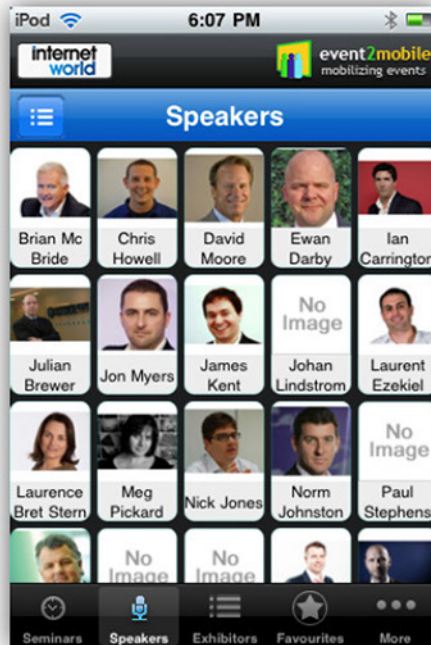 iPod 6:07 PM
internet
world
event2mobile
mobilizing events
Speakers
Brian Mc
Bride
Chris
Howell
David
Moore
Ewan
Darby
Ian
Carrington
Julian
Brewer
Jon Myers
James
Kent
No
Image
Johan
Lindstrom
Laurent
Ezekiel
Laurence
Bret Stern
Meg
Pickard
Nick Jones
Norm
Johnston
No
Image
Paul
Stephens
No
Image
No
Image
Seminars
Speakers
Exhibitors
Favourites
More